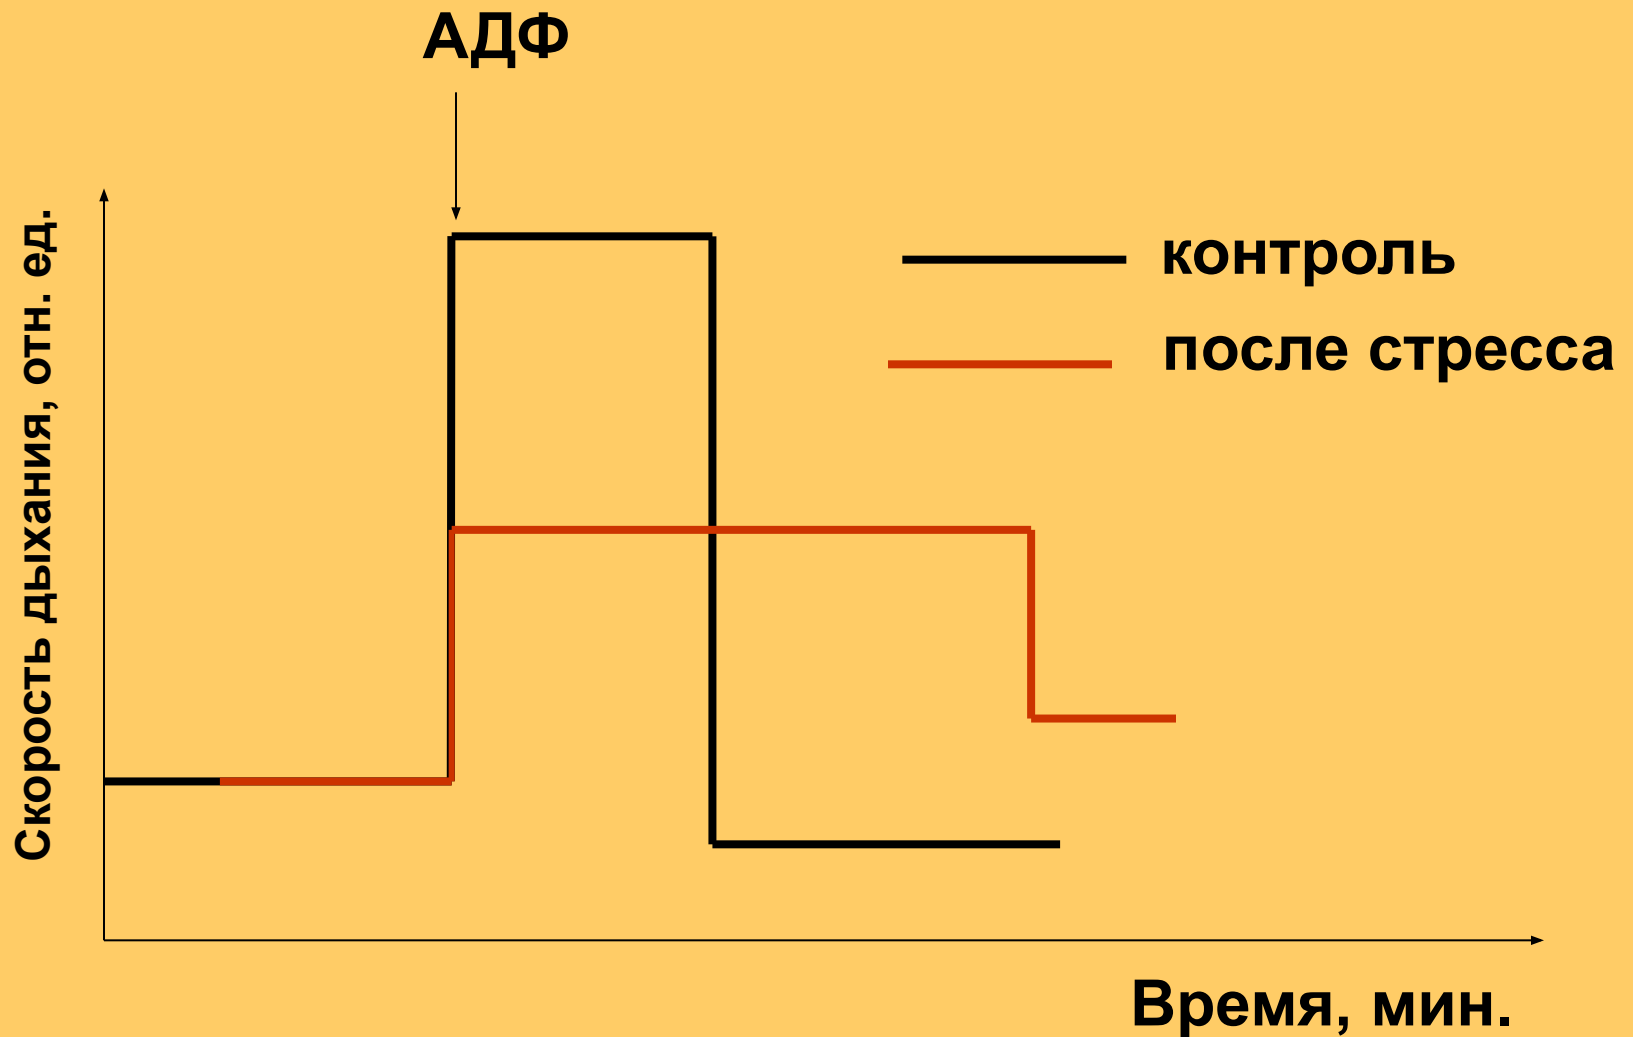 АДФ
Скорость дыхания, отн. ед.
контроль
после стресса
Время, мин.